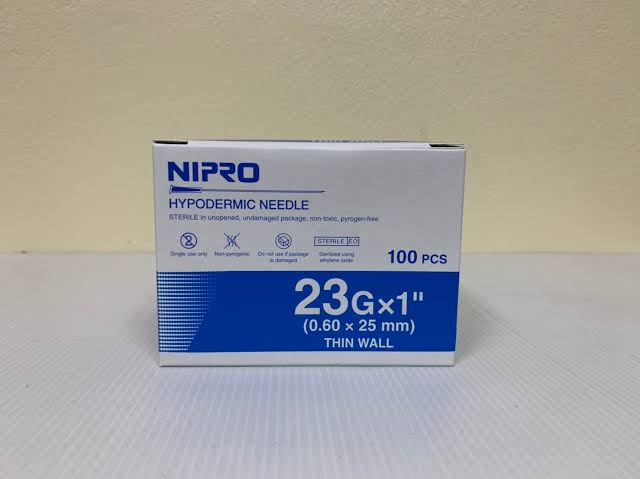 THIN WALL
NIPRO
HYPODERMIC NEEDLE
STERILE in unopened, undamaged package, non-toxic, pyrogen-free
Single use only
Non-pyrogenic
Do not use if package
is damaged
STERILE EO
Sterilized using
ethylene oxide
100 PCS
23G×1"
(0.60 × 25 mm)
THIN WALL